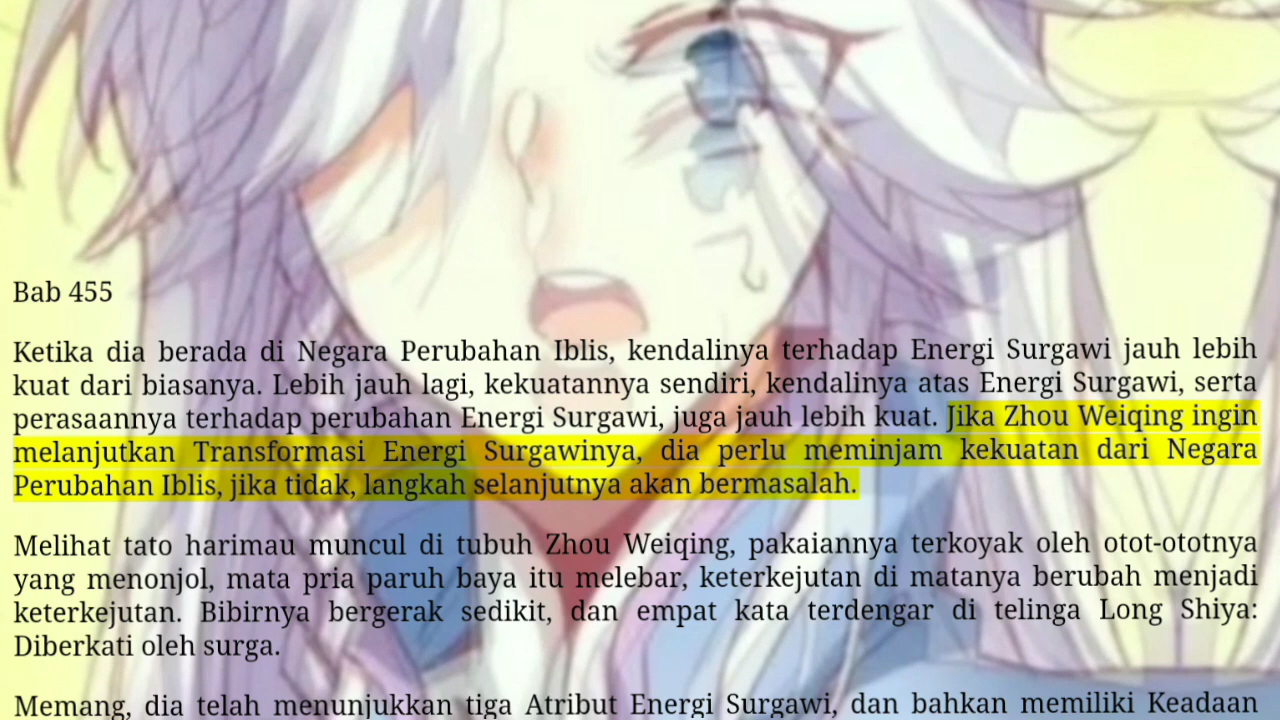 Bab 455
Ketika dia berada di Negara Perubahan Iblis, kendalinya terhadap Energi Surgawi jauh lebih
kuat dari biasanya. Lebih jauh lagi, kekuatannya sendiri, kendalinya atas Energi Surgawi, serta
perasaannya terhadap perubahan Energi Surgawi, juga jauh lebih kuat. Jika Zhou Weiqing ingin
melanjutkan Transformasi Energi Surgawinya, dia perlu meminjam kekuatan dari Negara
Perubahan Iblis, jika tidak, langkah selanjutnya akan bermasalah.
Melihat tato harimau muncul di tubuh Zhou Weiqing, pakaiannya terkoyak oleh otot-ototnya
yang menonjol, mata pria paruh baya itu melebar, keterkejutan di matanya berubah menjadi
keterkejutan. Bibirnya bergerak sedikit, dan empat kata terdengar di telinga Long Shiya:
Diberkati oleh surga.
Memang, dia telah menunjukkan tiga Atribut Energi Surgawi, dan bahkan memiliki Keadaan